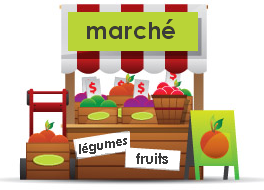 marché
$ $ $ $
légumes
fruits